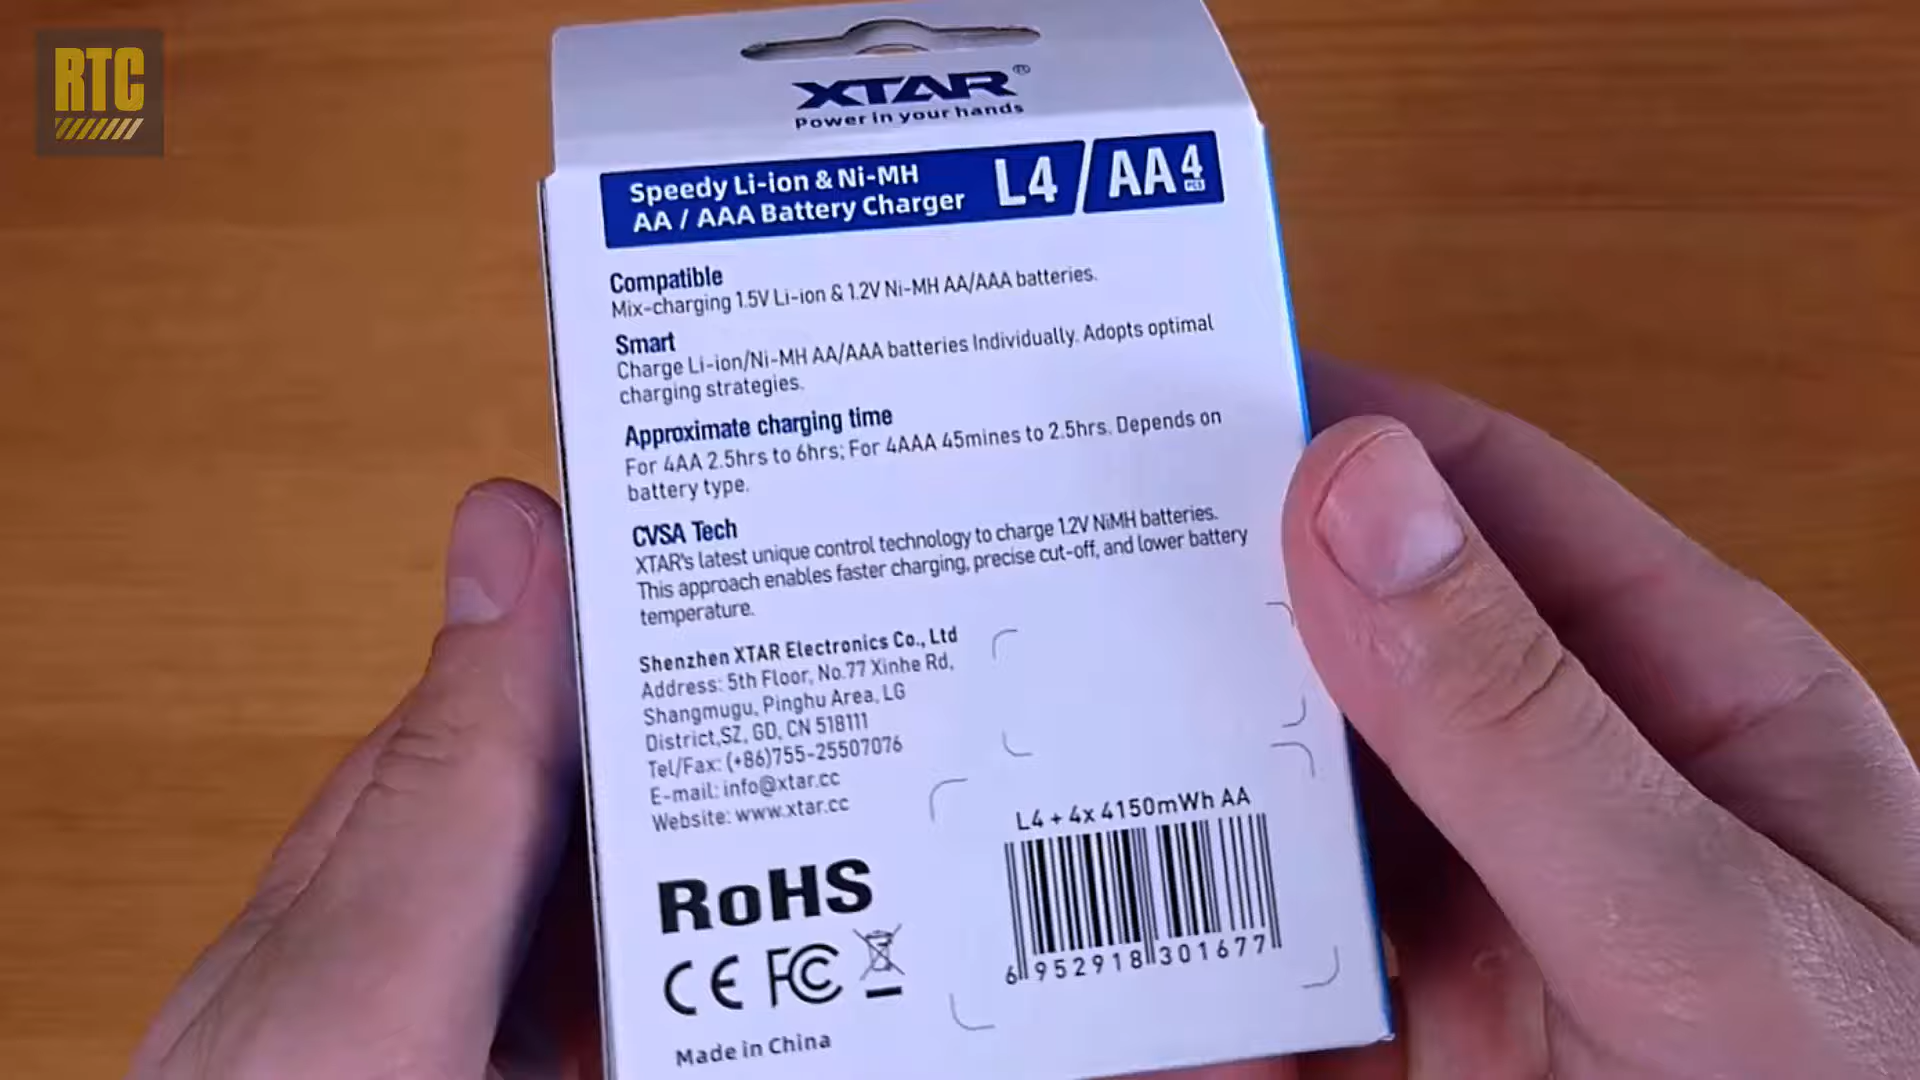 RTC
XTAR®
Power in your hands
Speedy Li-ion & Ni-MH
AA / AAA Battery Charger
L4 / AA 4
PCS
Compatible
Mix-charging 1.5V Li-ion & 1.2V Ni-MH AA/AAA batteries.
Smart
Charge Li-ion/Ni-MH AA/AAA batteries Individually. Adopts optimal
charging strategies.
Approximate charging time
For 4AA 2.5hrs to 6hrs; For 4AAA 45mines to 2.5hrs. Depends on
battery type.
CVSA Tech
XTAR's latest unique control technology to charge 1.2V NiMH batteries.
This approach enables faster charging, precise cut-off, and lower battery
temperature.
Shenzhen XTAR Electronics Co., Ltd
Address: 5th Floor, No.77 Xinhe Rd,
Shangmugu, Pinghu Area, LG
District,SZ, GD, CN 518111
Tel/Fax: (+86)755-25507076
E-mail: info@xtar.cc
Website: www.xtar.cc
L4 + 4x 4150mWh AA
6 952918 301677
RoHS
CE FC
Made in China